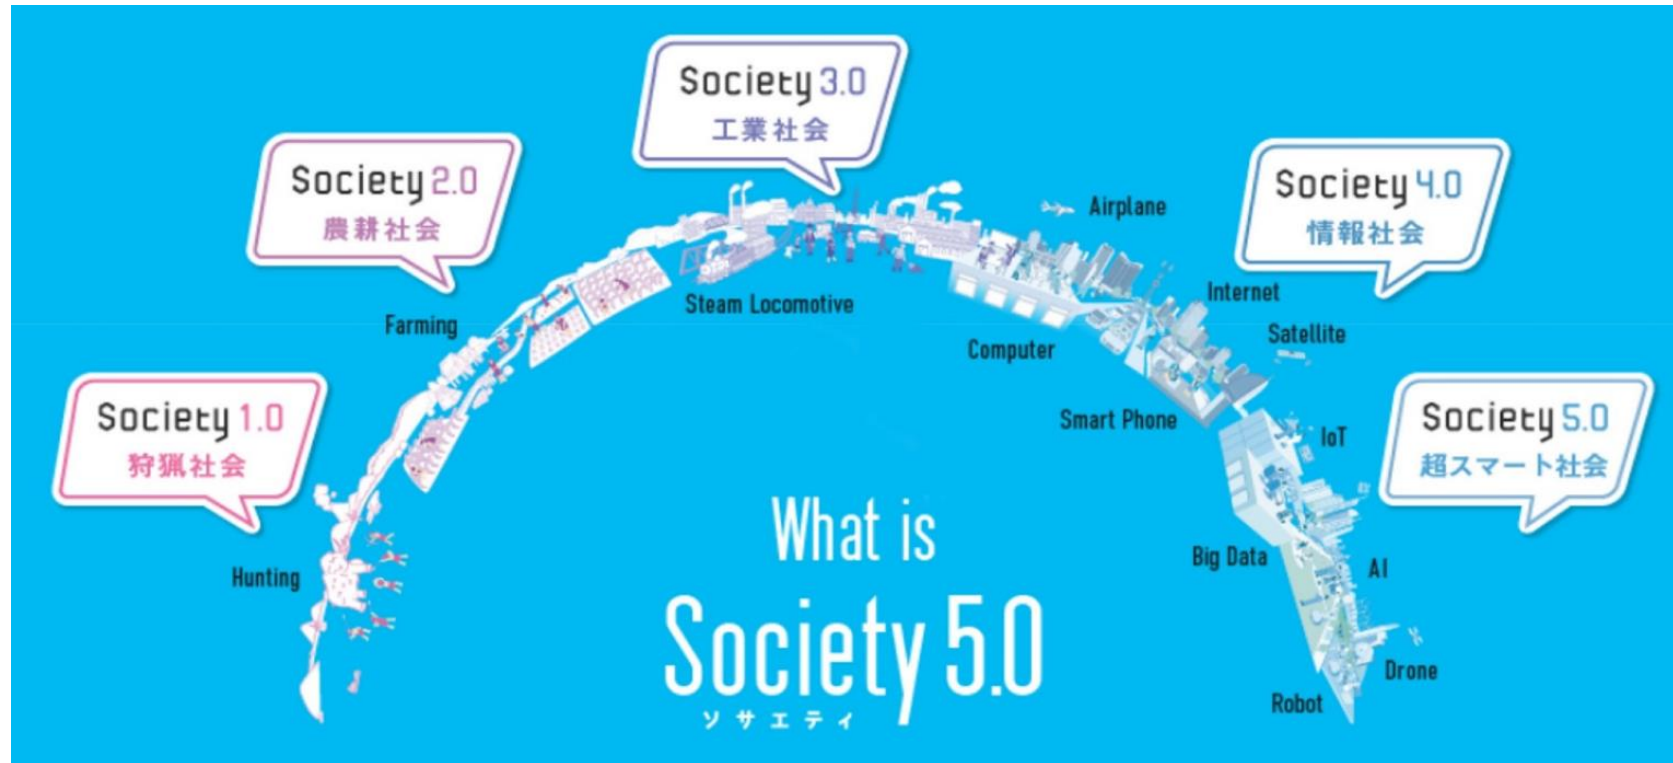 Society 1.0
狩猟社会
Hunting
Society 2.0
農耕社会
Farming
Society 3.0
工業社会
Steam Locomotive
Society 4.0
情報社会
Airplane
Computer
Internet
Smart Phone
Satellite
Society 5.0
超スマート社会
IoT
Big Data
AI
Drone
Robot
What is
Society 5.0
ソサエティ